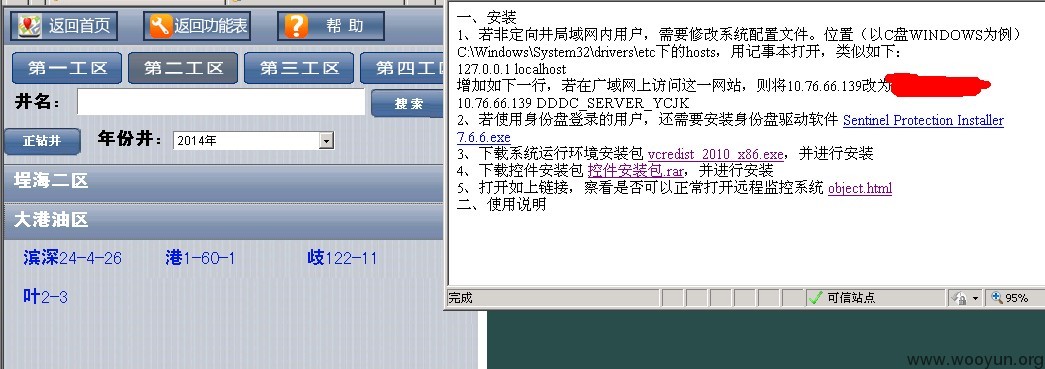 返回首页 返回功能表 帮 助
第一工区 第二工区 第三工区 第四工
井名： 搜 索
正钻井 年份井： 2014年
埕海二区
大港油区
滨深24-4-26 港1-60-1 歧122-11
叶2-3
一、安装
1、若非定向井局域网内用户，需要修改系统配置文件。位置（以C盘WINDOWS为例）
C:\Windows\System32\drivers\etc下的hosts，用记事本打开，类似如下：
127.0.0.1 localhost
增加如下一行，若在广域网上访问这一网站，则将10.76.66.139改为
10.76.66.139 DDDC_SERVER_YCJK
2、若使用身份盘登录的用户，还需要安装身份盘驱动软件 Sentinel Protection Installer
7.6.6.exe
3、下载系统运行环境安装包 vcredist_2010_x86.exe，并进行安装
4、下载控件安装包 控件安装包.rar，并进行安装
5、打开如上链接，察看是否可以正常打开远程监控系统 object.html
二、使用说明
完成 可信站点 95%
www.wooyun.org